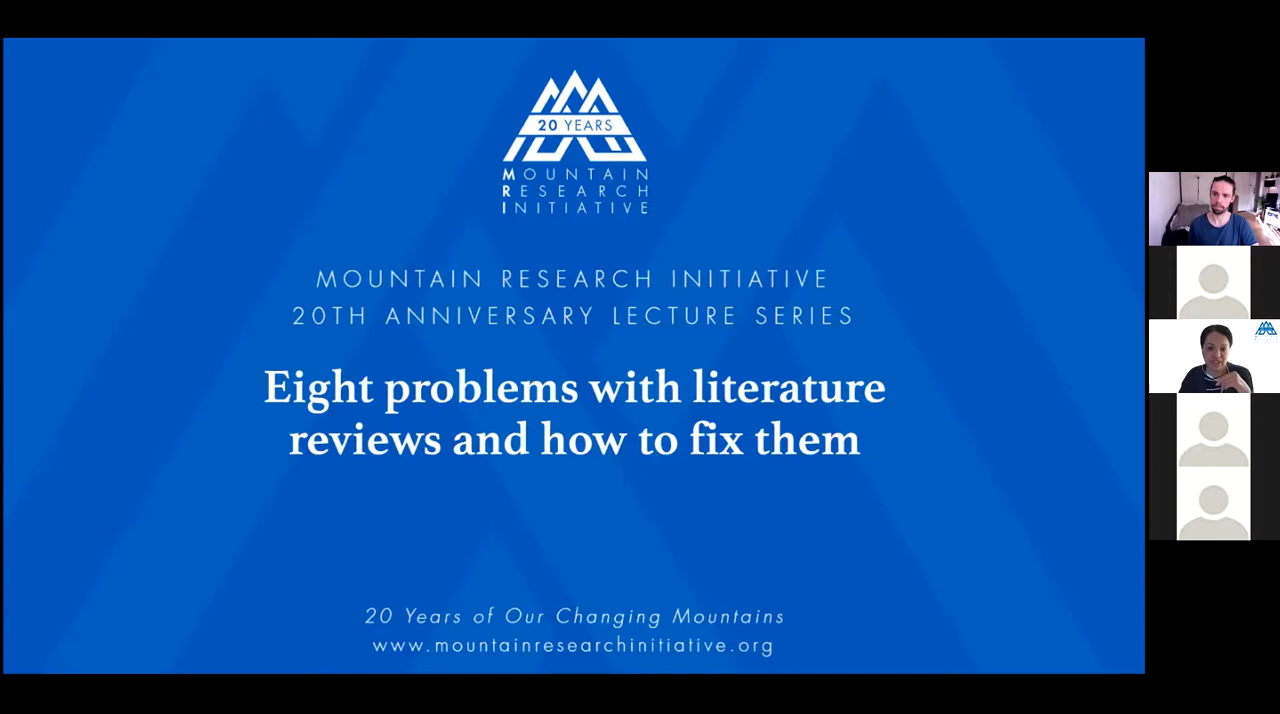 20 YEARS
MOUNTAIN
RESEARCH
INITIATIVE
MOUNTAIN RESEARCH INITIATIVE
20TH ANNIVERSARY LECTURE SERIES
Eight problems with literature
reviews and how to fix them
20 Years of Our Changing Mountains
www.mountainresearchinitiative.org